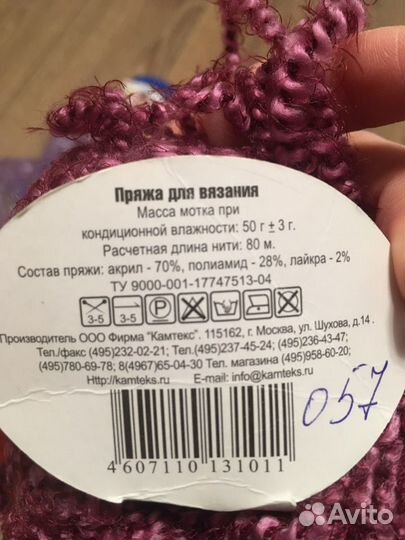 Пряжа для вязания
Масса мотка при
кондиционной влажности: 50 г ± 3 г.
Расчетная длина нити: 80 м.
Состав пряжи: акрил - 70%, полиамид - 28%, лайкра - 2%
ТУ 9000-001-17747513-04
3-5 3-5 P
Производитель ООО Фирма "Камтекс". 115162, г. Москва, ул. Шухова, д.14 .
Тел./факс (495)232-02-21; Тел.(495)237-45-24; (495)236-43-47;
(495)780-69-78; 8(4967)65-04-30 Тел. магазина (495)958-60-20;
Http://kamteks.ru E-mail: info@kamteks.ru
057
4 607110 131011
Avito